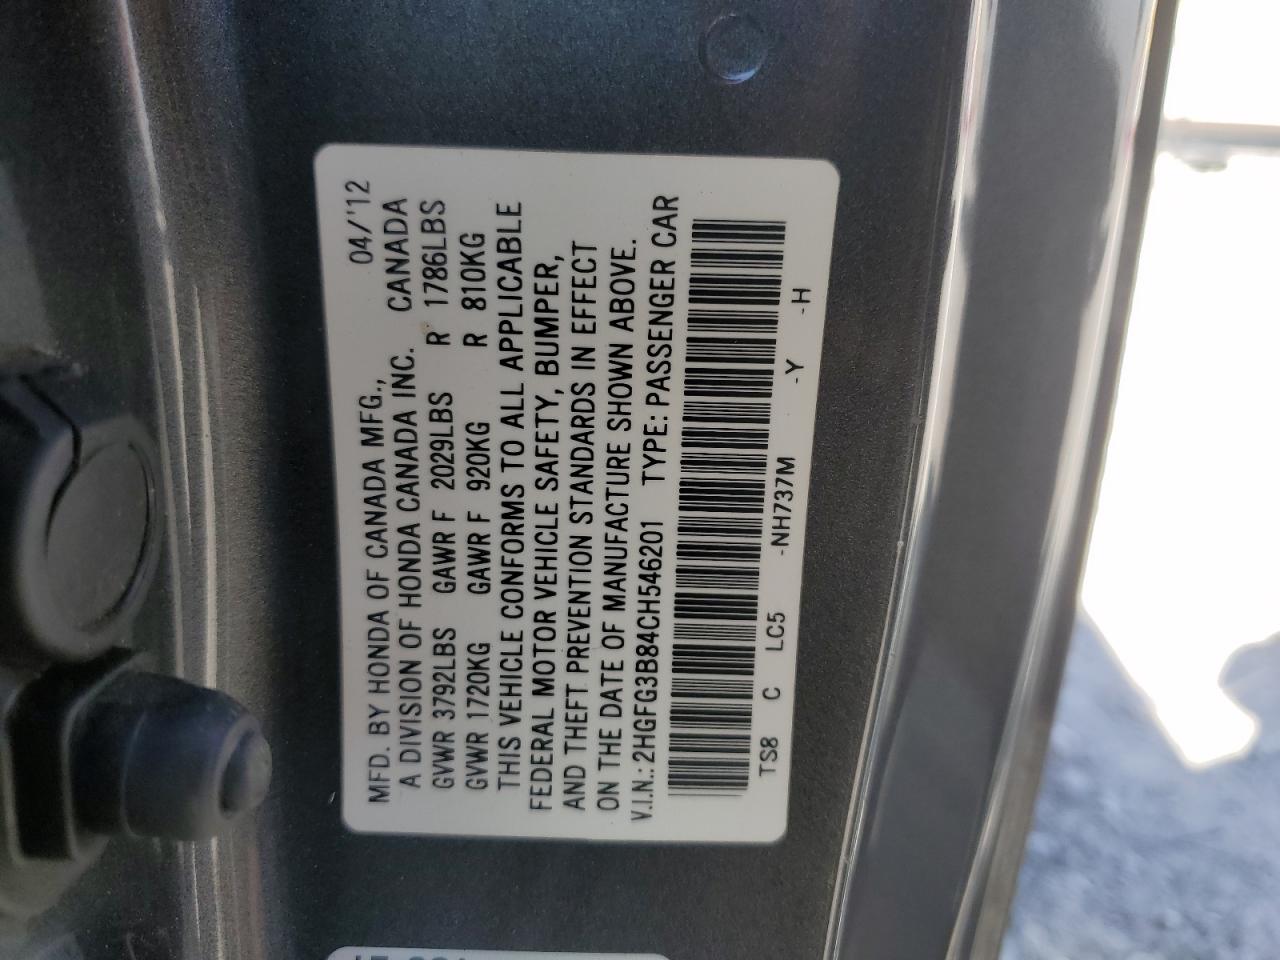 MFD. BY HONDA OF CANADA MFG., 04/'12
A DIVISION OF HONDA CANADA INC. CANADA
GVWR 3792LBS GAWR F 2029LBS R 1786LBS
GVWR 1720KG GAWR F 920KG R 810KG
THIS VEHICLE CONFORMS TO ALL APPLICABLE
FEDERAL MOTOR VEHICLE SAFETY, BUMPER,
AND THEFT PREVENTION STANDARDS IN EFFECT
ON THE DATE OF MANUFACTURE SHOWN ABOVE.
V.I.N.: 2HGFG3B84CH546201 TYPE: PASSENGER CAR
TS8 C LC5 -NH737M -Y -H